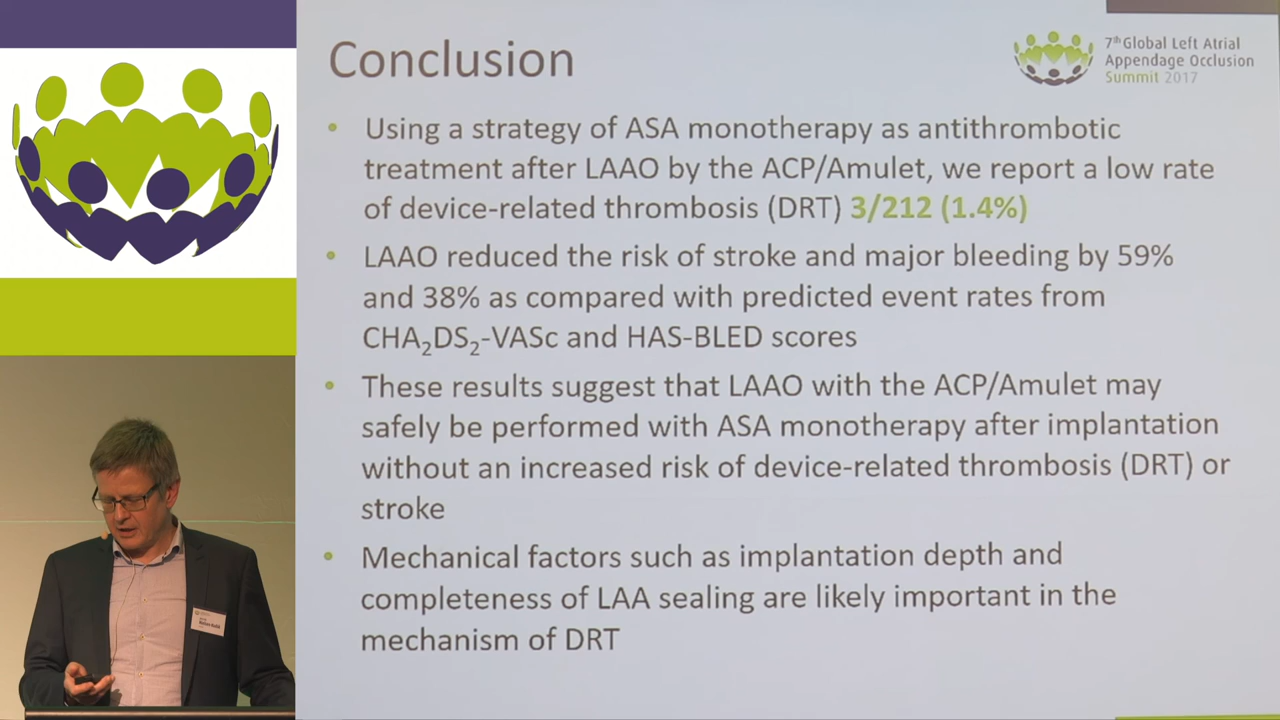 Conclusion
7th Global Left Atrial
Appendage Occlusion
Summit 2017
• Using a strategy of ASA monotherapy as antithrombotic
treatment after LAAO by the ACP/Amulet, we report a low rate
of device-related thrombosis (DRT) 3/212 (1.4%)
• LAAO reduced the risk of stroke and major bleeding by 59%
and 38% as compared with predicted event rates from
CHA₂DS₂-VASc and HAS-BLED scores
• These results suggest that LAAO with the ACP/Amulet may
safely be performed with ASA monotherapy after implantation
without an increased risk of device-related thrombosis (DRT) or
stroke
• Mechanical factors such as implantation depth and
completeness of LAA sealing are likely important in the
mechanism of DRT